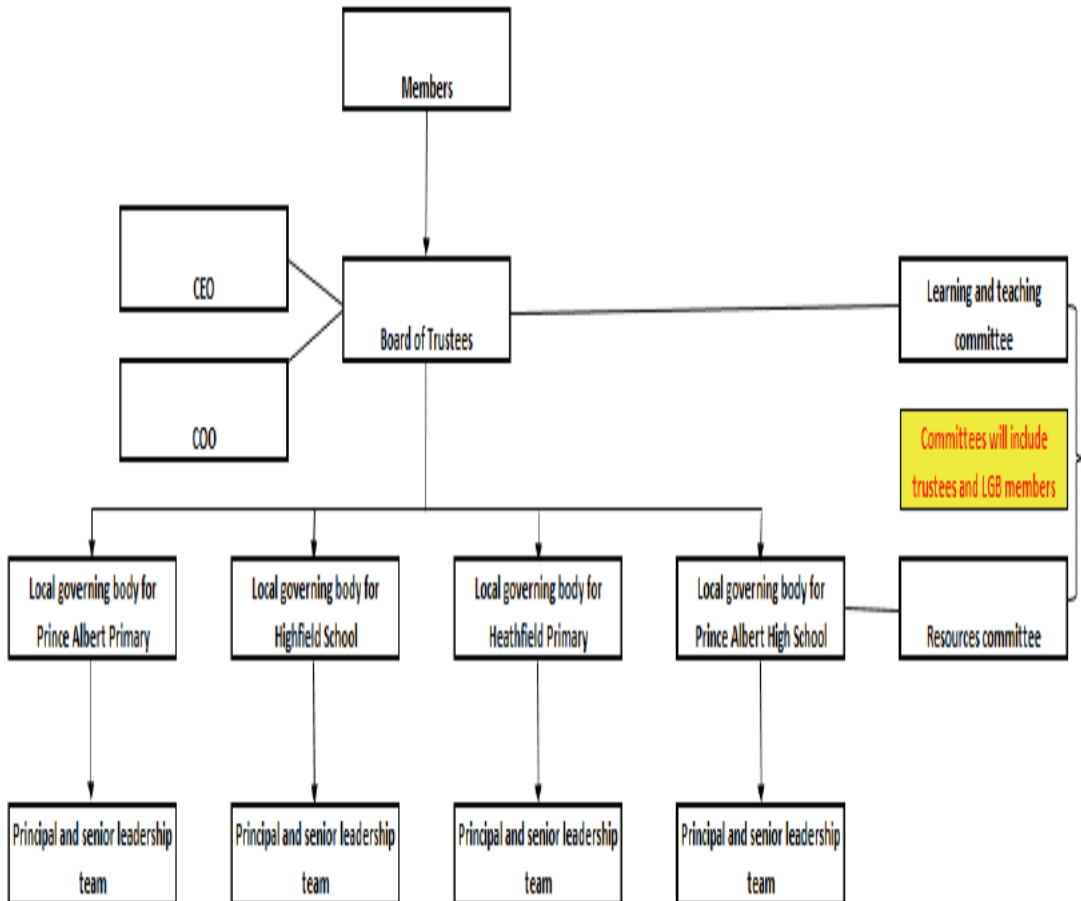 Members
CEO
Board of Trustees
COO
Learning and teaching
committee
Committees will include
trustees and LGB members
Local governing body for
Prince Albert Primary
Local governing body for
Highfield School
Local governing body for
Heathfield Primary
Local governing body for
Prince Albert High School
Resources committee
Principal and senior leadership
team
Principal and senior leadership
team
Principal and senior leadership
team
Principal and senior leadership
team